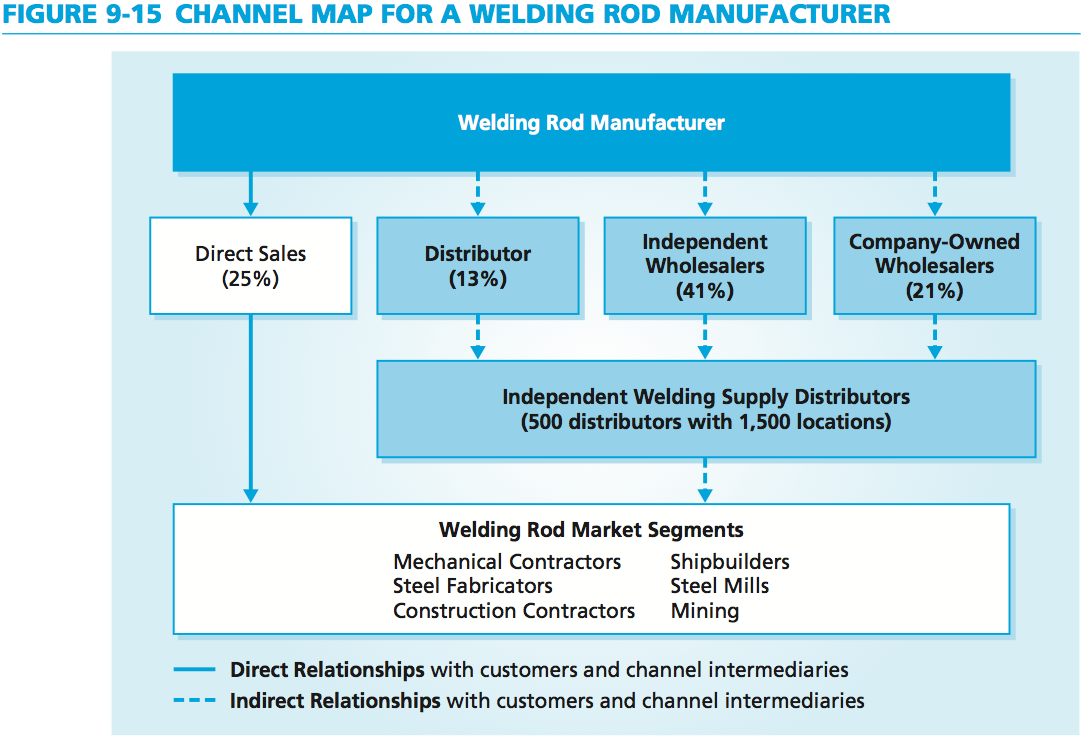 FIGURE 9-15 CHANNEL MAP FOR A WELDING ROD MANUFACTURER
Welding Rod Manufacturer
Direct Sales
(25%)
Distributor
(13%)
Independent
Wholesalers
(41%)
Company-Owned
Wholesalers
(21%)
Independent Welding Supply Distributors
(500 distributors with 1,500 locations)
Welding Rod Market Segments
Mechanical Contractors
Steel Fabricators
Construction Contractors
Shipbuilders
Steel Mills
Mining
Direct Relationships with customers and channel intermediaries
Indirect Relationships with customers and channel intermediaries